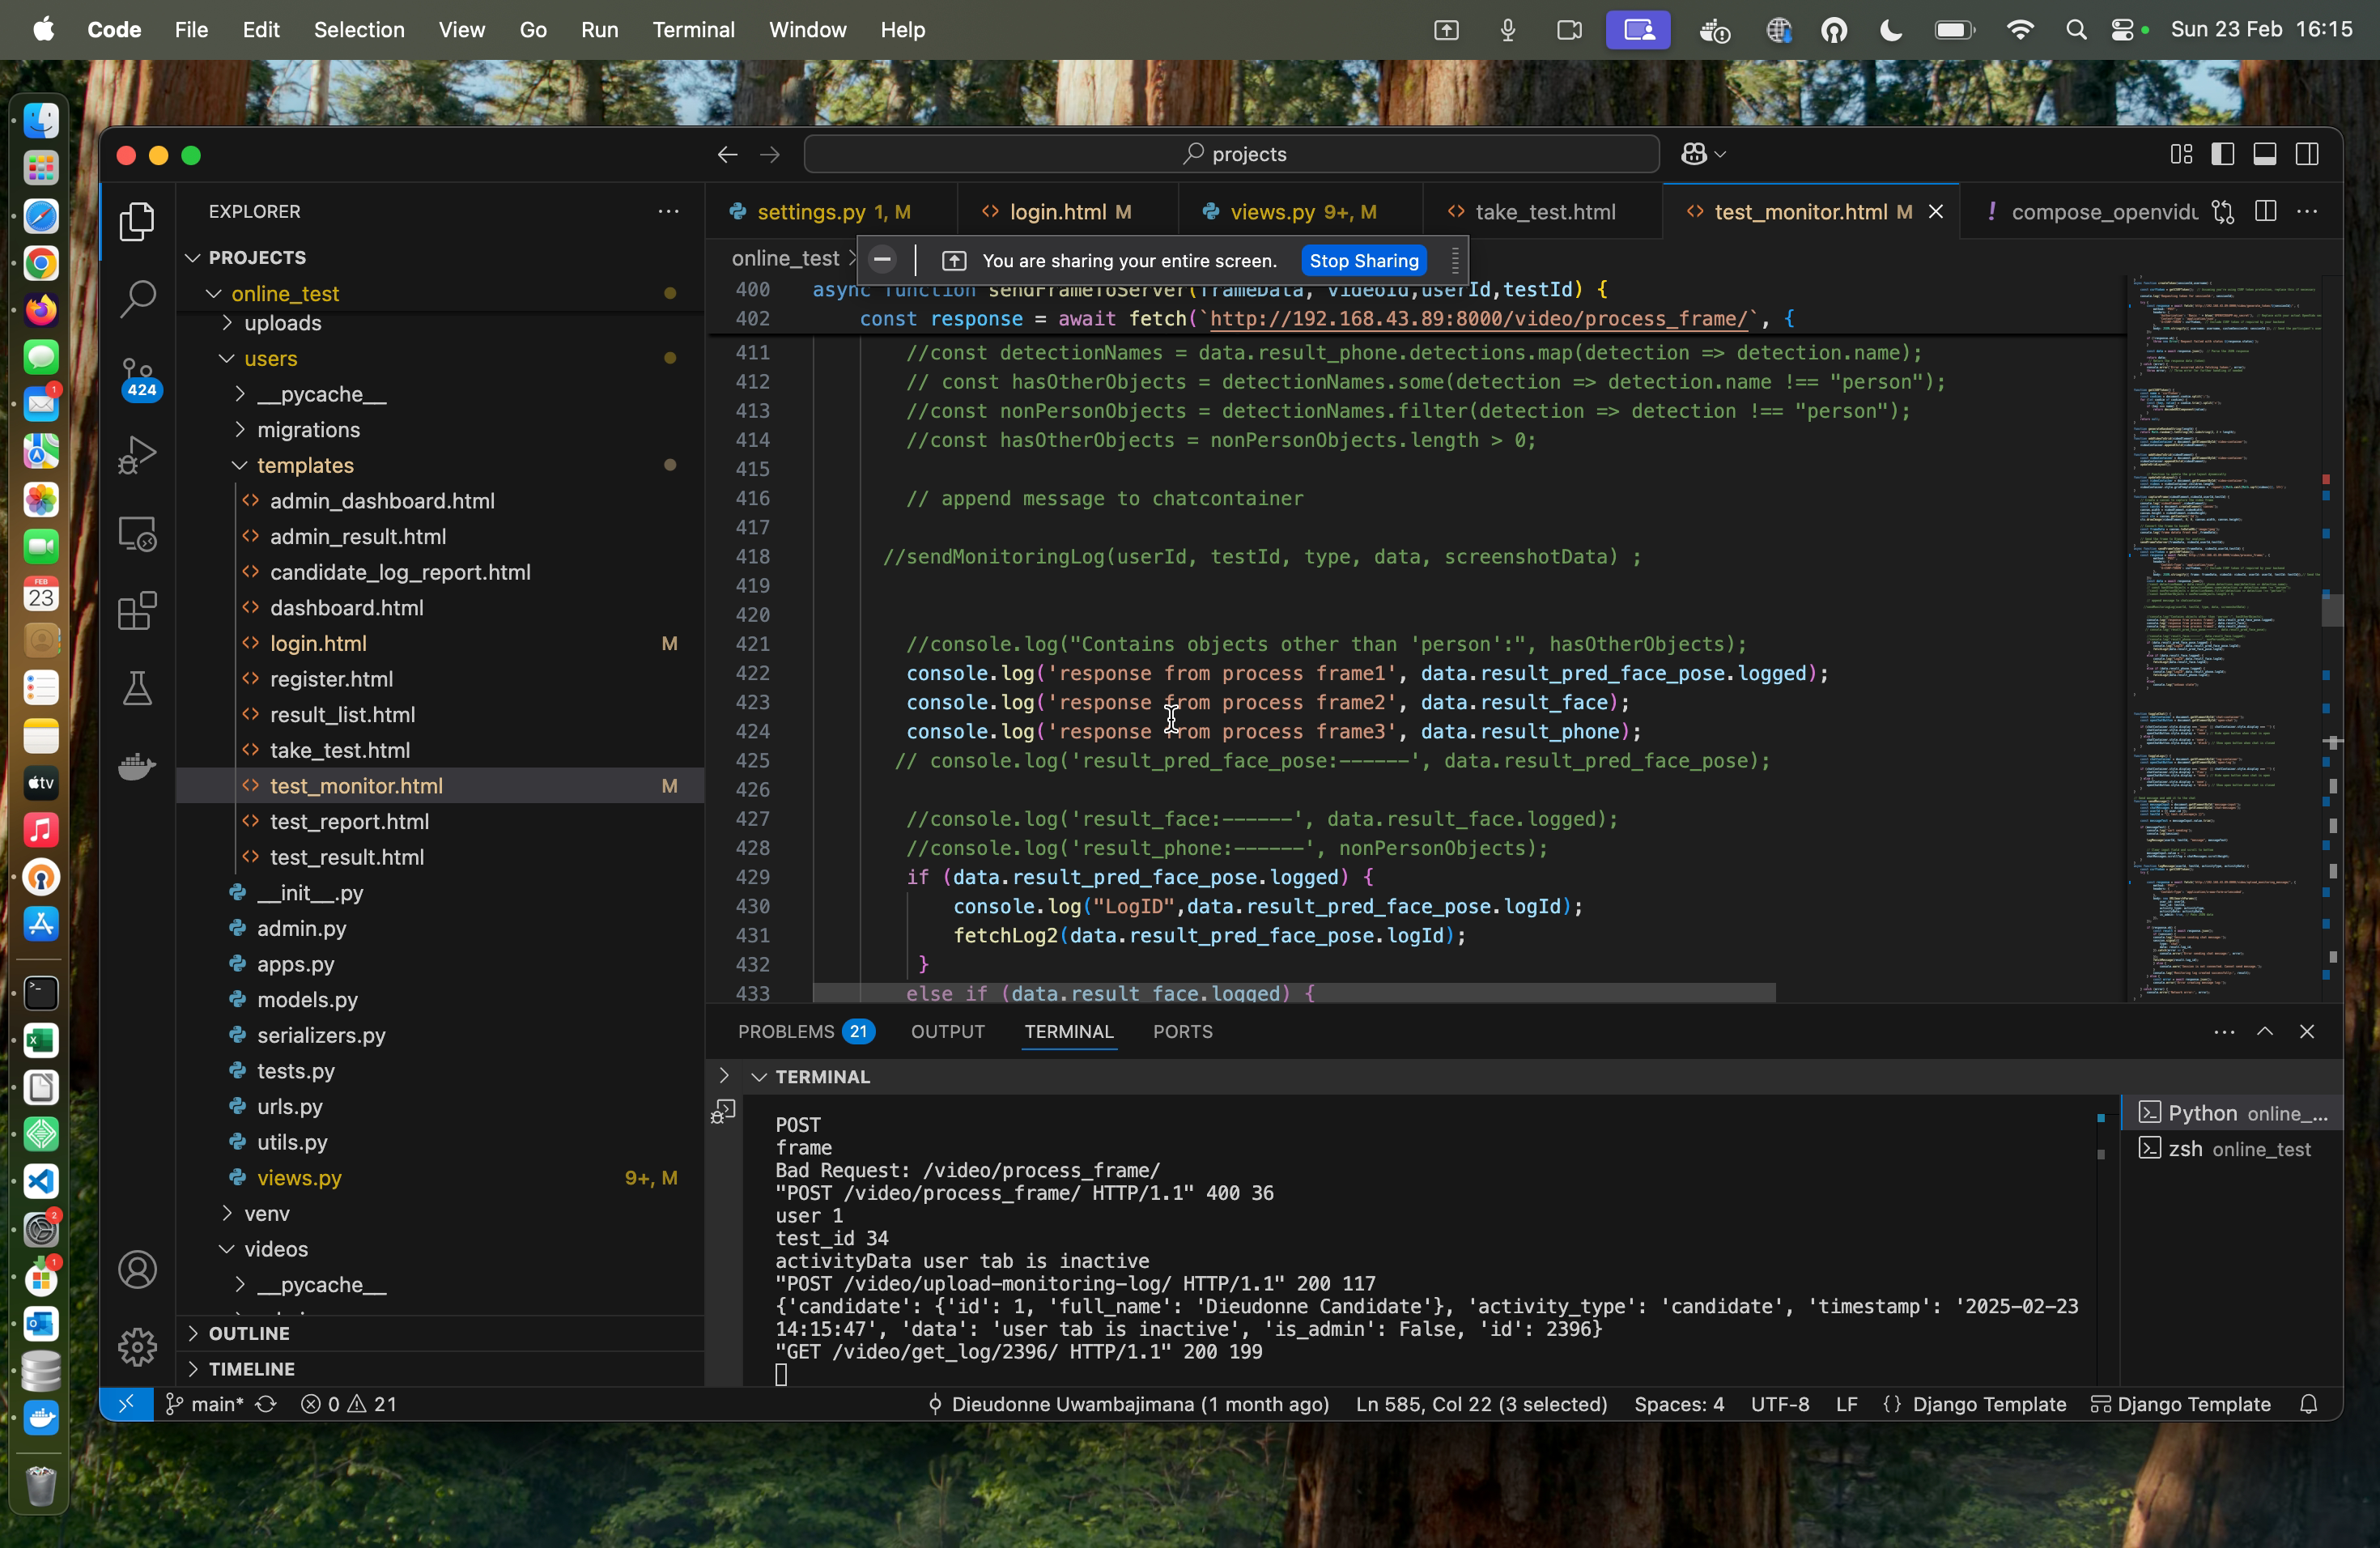 Code File Edit Selection View Go Run Terminal Window Help Sun 23 Feb 16:15
projects
EXPLORER
PROJECTS
online_test
uploads
users
__pycache__
migrations
templates
admin_dashboard.html
admin_result.html
candidate_log_report.html
dashboard.html
login.html M
register.html
result_list.html
take_test.html
test_monitor.html M
test_report.html
test_result.html
__init__.py
admin.py
apps.py
models.py
serializers.py
tests.py
urls.py
utils.py
views.py 9+, M
venv
videos
__pycache__
OUTLINE
TIMELINE
424
FEB
23
tv
1
2
1
settings.py 1, M login.html M views.py 9+, M take_test.html test_monitor.html M ! compose_openvidu
online_test >
You are sharing your entire screen. Stop Sharing
400 async function sendFrameToServer(frameData, videoId,userId,testId) {
402 const response = await fetch(`http://192.168.43.89:8000/video/process_frame/`, {
411 //const detectionNames = data.result_phone.detections.map(detection => detection.name);
412 // const hasOtherObjects = detectionNames.some(detection => detection.name !== "person");
413 //const nonPersonObjects = detectionNames.filter(detection => detection !== "person");
414 //const hasOtherObjects = nonPersonObjects.length > 0;
415
416 // append message to chatcontainer
417
418 //sendMonitoringLog(userId, testId, type, data, screenshotData) ;
419
420
421 //console.log("Contains objects other than 'person':", hasOtherObjects);
422 console.log('response from process frame1', data.result_pred_face_pose.logged);
423 console.log('response from process frame2', data.result_face);
424 console.log('response from process frame3', data.result_phone);
425 // console.log('result_pred_face_pose:------', data.result_pred_face_pose);
426
427 //console.log('result_face:------', data.result_face.logged);
428 //console.log('result_phone:------', nonPersonObjects);
429 if (data.result_pred_face_pose.logged) {
430 console.log("LogID",data.result_pred_face_pose.logId);
431 fetchLog2(data.result_pred_face_pose.logId);
432 }
433 else if (data.result_face.logged) {
PROBLEMS 21 OUTPUT TERMINAL PORTS
TERMINAL
POST
frame
Bad Request: /video/process_frame/
"POST /video/process_frame/ HTTP/1.1" 400 36
user 1
test_id 34
activityData user tab is inactive
"POST /video/upload-monitoring-log/ HTTP/1.1" 200 117
{'candidate': {'id': 1, 'full_name': 'Dieudonne Candidate'}, 'activity_type': 'candidate', 'timestamp': '2025-02-23
14:15:47', 'data': 'user tab is inactive', 'is_admin': False, 'id': 2396}
"GET /video/get_log/2396/ HTTP/1.1" 200 199
Python online_...
zsh online_test
main* 0 21 Dieudonne Uwambajimana (1 month ago) Ln 585, Col 22 (3 selected) Spaces: 4 UTF-8 LF {} Django Template Django Template